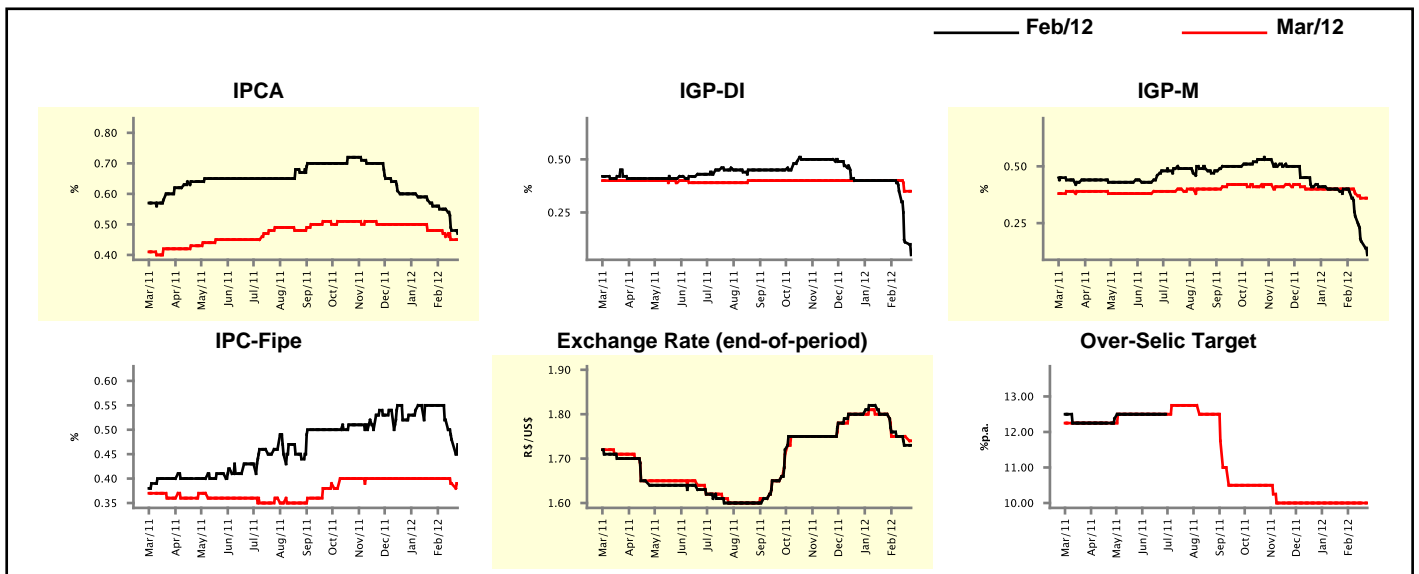 Feb/12 Mar/12
IPCA IGP-DI IGP-M
0.80
0.70
0.60
0.50
0.40
%
Mar/11 Apr/11 May/11 Jun/11 Jul/11 Aug/11 Sep/11 Oct/11 Nov/11 Dec/11 Jan/12 Feb/12
0.50
0.25
%
Mar/11 Apr/11 May/11 Jun/11 Jul/11 Aug/11 Sep/11 Oct/11 Nov/11 Dec/11 Jan/12 Feb/12
0.50
0.25
%
Mar/11 Apr/11 May/11 Jun/11 Jul/11 Aug/11 Sep/11 Oct/11 Nov/11 Dec/11 Jan/12 Feb/12
IPC-Fipe Exchange Rate (end-of-period) Over-Selic Target
0.60
0.55
0.50
0.45
0.40
0.35
%
Mar/11 Apr/11 May/11 Jun/11 Jul/11 Aug/11 Sep/11 Oct/11 Nov/11 Dec/11 Jan/12 Feb/12
1.90
1.80
1.70
1.60
R$/US$
Mar/11 Apr/11 May/11 Jun/11 Jul/11 Aug/11 Sep/11 Oct/11 Nov/11 Dec/11 Jan/12 Feb/12
13.00
12.00
11.00
10.00
%p.a.
Mar/11 Apr/11 May/11 Jun/11 Jul/11 Aug/11 Sep/11 Oct/11 Nov/11 Dec/11 Jan/12 Feb/12